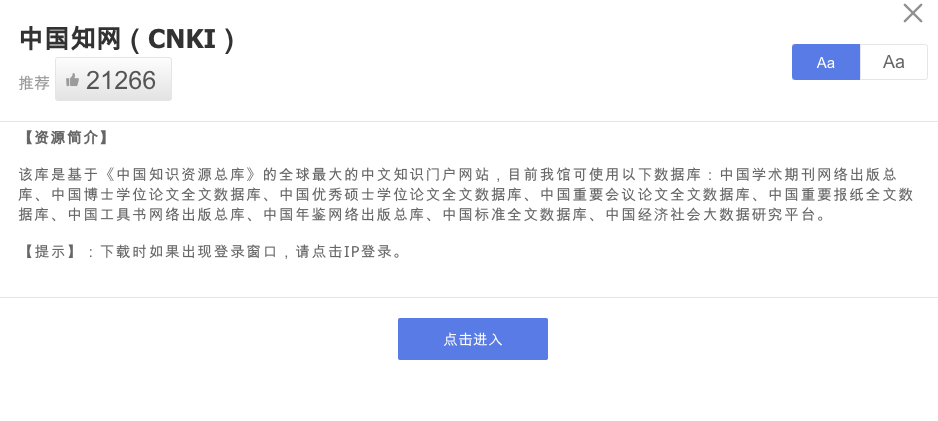 中国知网（CNKI）
推荐 21266
Aa Aa
【资源简介】
该库是基于《中国知识资源总库》的全球最大的中文知识门户网站，目前我馆可使用以下数据库：中国学术期刊网络出版总
库、中国博士学位论文全文数据库、中国优秀硕士学位论文全文数据库、中国重要会议论文全文数据库、中国重要报纸全文数
据库、中国工具书网络出版总库、中国年鉴网络出版总库、中国标准全文数据库、中国经济社会大数据研究平台。
【提示】：下载时如果出现登录窗口，请点击IP登录。
点击进入